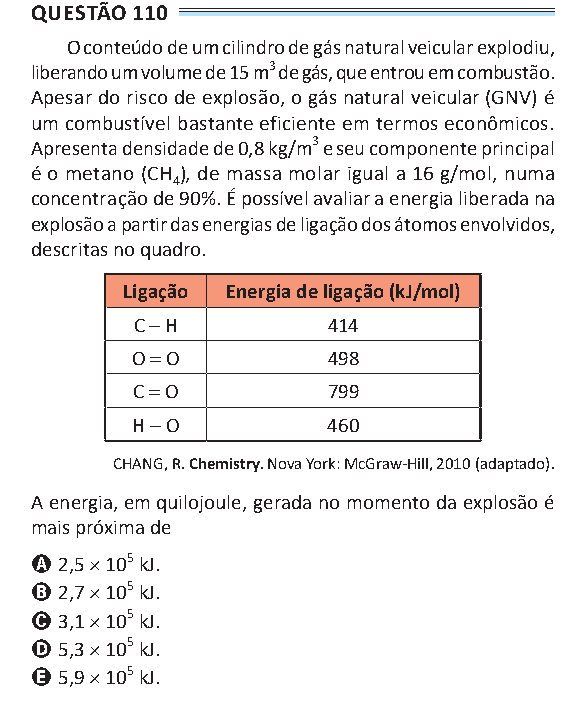 QUESTÃO 110
O conteúdo de um cilindro de gás natural veicular explodiu,
liberando um volume de 15 m³ de gás, que entrou em combustão.
Apesar do risco de explosão, o gás natural veicular (GNV) é
um combustível bastante eficiente em termos econômicos.
Apresenta densidade de 0,8 kg/m³ e seu componente principal
é o metano (CH₄), de massa molar igual a 16 g/mol, numa
concentração de 90%. É possível avaliar a energia liberada na
explosão a partir das energias de ligação dos átomos envolvidos,
descritas no quadro.
Ligação Energia de ligação (kJ/mol)
C – H 414
O = O 498
C = O 799
H – O 460
CHANG, R. Chemistry. Nova York: McGraw-Hill, 2010 (adaptado).
A energia, em quilojoule, gerada no momento da explosão é
mais próxima de
A 2,5 × 10⁵ kJ.
B 2,7 × 10⁵ kJ.
C 3,1 × 10⁵ kJ.
D 5,3 × 10⁵ kJ.
E 5,9 × 10⁵ kJ.